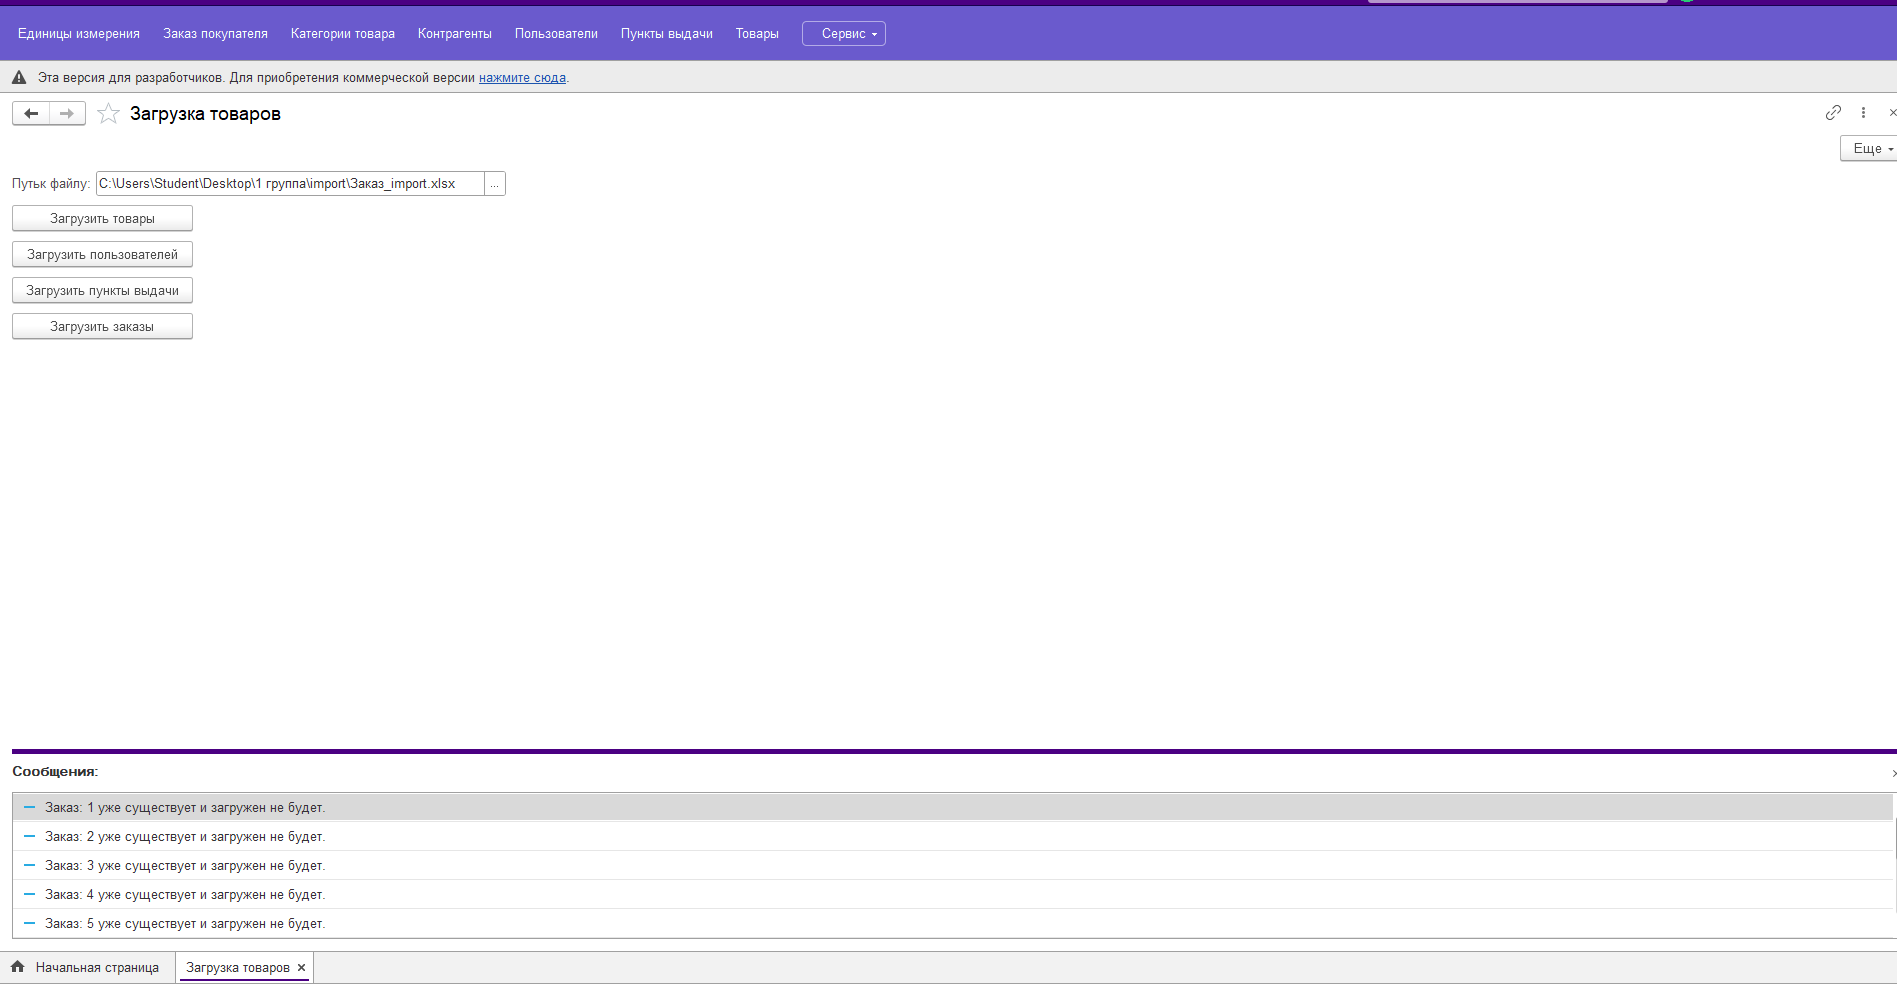 Единицы измерения Заказ покупателя Категории товара Контрагенты Пользователи Пункты выдачи Товары Сервис
Эта версия для разработчиков. Для приобретения коммерческой версии нажмите сюда.
Загрузка товаров
Еще
Путьк файлу: C:\Users\Student\Desktop\1 группа\import\Заказ_import.xlsx ...
Загрузить товары
Загрузить пользователей
Загрузить пункты выдачи
Загрузить заказы
Сообщения:
Заказ: 1 уже существует и загружен не будет.
Заказ: 2 уже существует и загружен не будет.
Заказ: 3 уже существует и загружен не будет.
Заказ: 4 уже существует и загружен не будет.
Заказ: 5 уже существует и загружен не будет.
Начальная страница Загрузка товаров